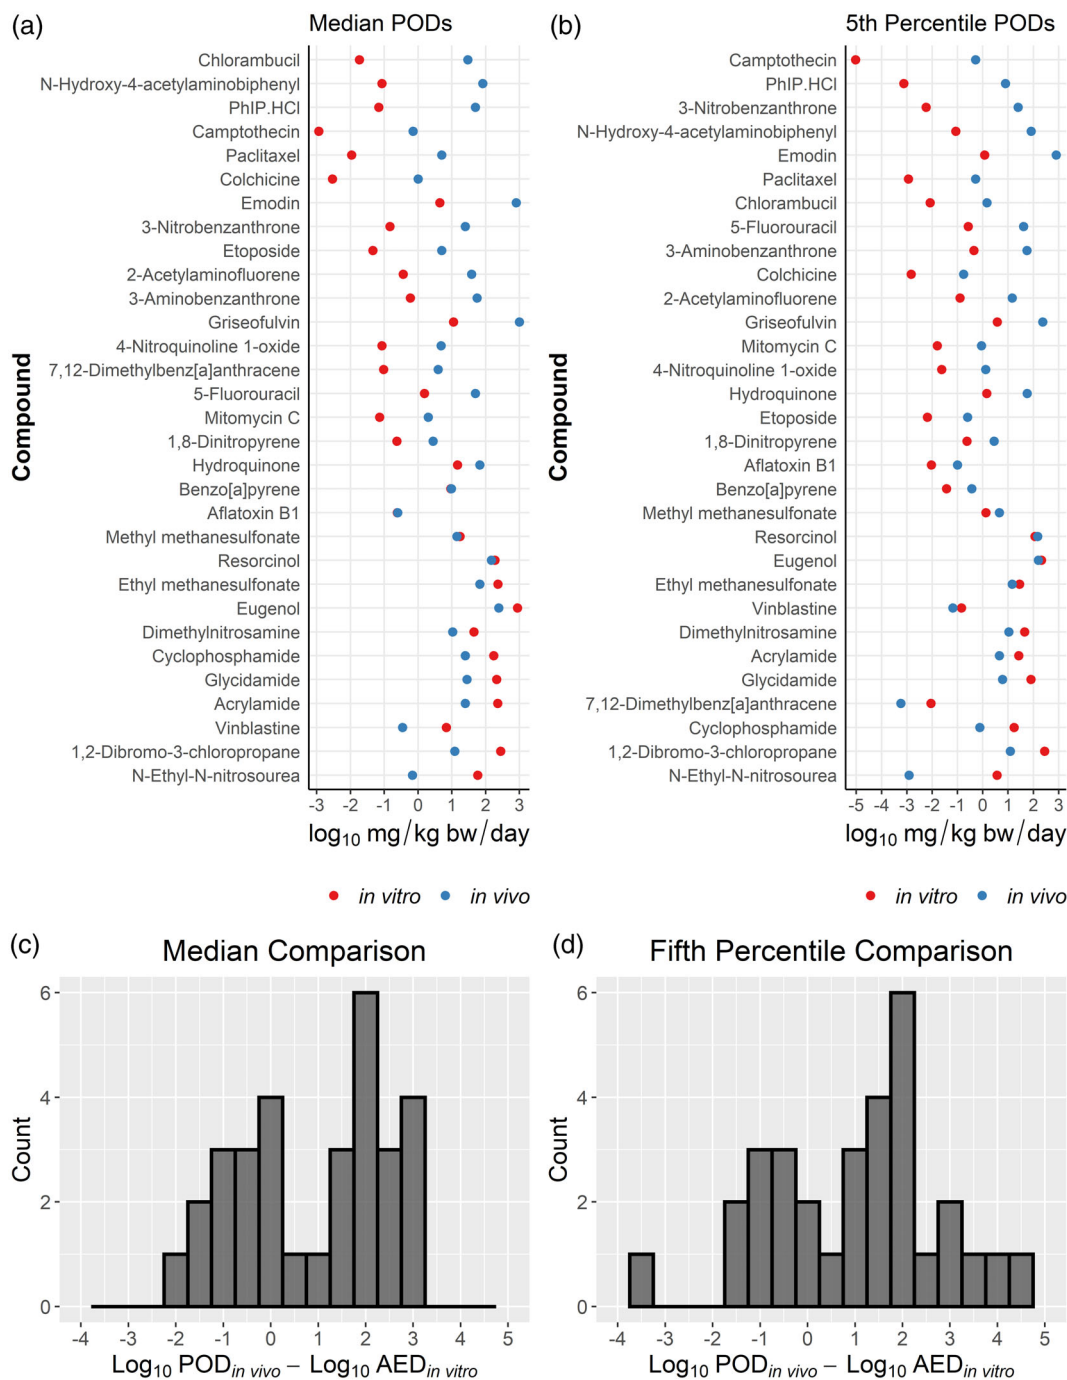 (a) Median PODs
Chlorambucil
N-Hydroxy-4-acetylaminobiphenyl
PhIP.HCl
Camptothecin
Paclitaxel
Colchicine
Emodin
3-Nitrobenzanthrone
Etoposide
2-Acetylaminofluorene
3-Aminobenzanthrone
Griseofulvin
4-Nitroquinoline 1-oxide
7,12-Dimethylbenz[a]anthracene
5-Fluorouracil
Mitomycin C
1,8-Dinitropyrene
Hydroquinone
Benzo[a]pyrene
Aflatoxin B1
Methyl methanesulfonate
Resorcinol
Ethyl methanesulfonate
Eugenol
Dimethylnitrosamine
Cyclophosphamide
Glycidamide
Acrylamide
Vinblastine
1,2-Dibromo-3-chloropropane
N-Ethyl-N-nitrosourea
Compound
-3 -2 -1 0 1 2 3
log10 mg/kg bw/day
in vitro in vivo
(b) 5th Percentile PODs
Camptothecin
PhIP.HCl
3-Nitrobenzanthrone
N-Hydroxy-4-acetylaminobiphenyl
Emodin
Paclitaxel
Chlorambucil
5-Fluorouracil
3-Aminobenzanthrone
Colchicine
2-Acetylaminofluorene
Griseofulvin
Mitomycin C
4-Nitroquinoline 1-oxide
Hydroquinone
Etoposide
1,8-Dinitropyrene
Aflatoxin B1
Benzo[a]pyrene
Methyl methanesulfonate
Resorcinol
Eugenol
Ethyl methanesulfonate
Vinblastine
Dimethylnitrosamine
Acrylamide
Glycidamide
7,12-Dimethylbenz[a]anthracene
Cyclophosphamide
1,2-Dibromo-3-chloropropane
N-Ethyl-N-nitrosourea
Compound
-5 -4 -3 -2 -1 0 1 2 3
log10 mg/kg bw/day
in vitro in vivo
(c) Median Comparison
6
4
2
0
Count
-4 -3 -2 -1 0 1 2 3 4 5
Log10 POD in vivo − Log10 AED in vitro
(d) Fifth Percentile Comparison
6
4
2
0
Count
-4 -3 -2 -1 0 1 2 3 4 5
Log10 POD in vivo − Log10 AED in vitro